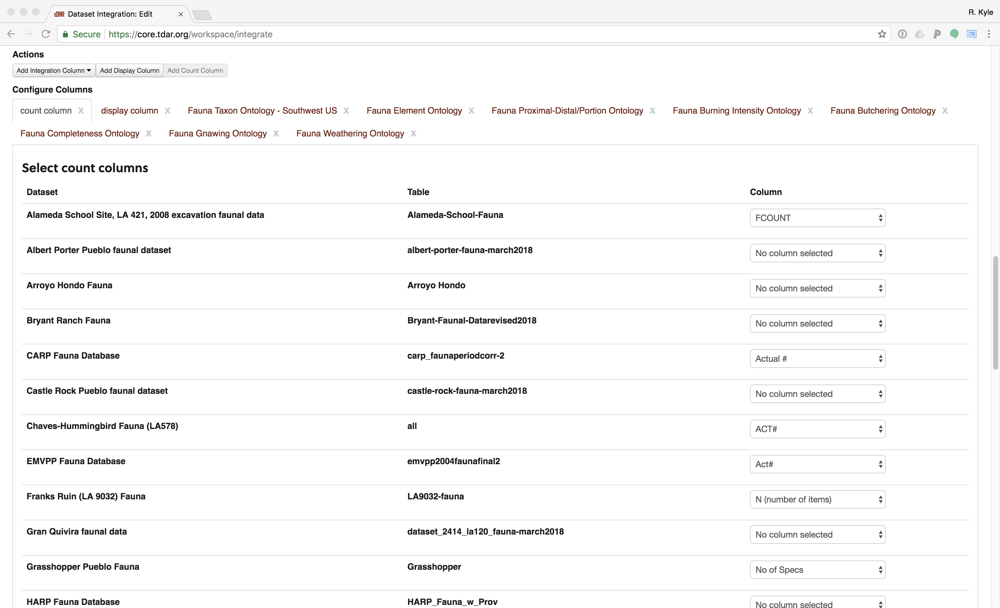 tDAR Dataset Integration: Edit ×
R. Kyle
Secure https://core.tdar.org/workspace/integrate
Actions
Add Integration Column Add Display Column Add Count Column
Configure Columns
count column x display column x Fauna Taxon Ontology - Southwest US x Fauna Element Ontology x Fauna Proximal-Distal/Portion Ontology x Fauna Burning Intensity Ontology x Fauna Butchering Ontology x
Fauna Completeness Ontology x Fauna Gnawing Ontology x Fauna Weathering Ontology x
Select count columns
Dataset Table Column
Alameda School Site, LA 421, 2008 excavation faunal data Alameda-School-Fauna FCOUNT
Albert Porter Pueblo faunal dataset albert-porter-fauna-march2018 No column selected
Arroyo Hondo Fauna Arroyo Hondo No column selected
Bryant Ranch Fauna Bryant-Faunal-Datarevised2018 No column selected
CARP Fauna Database carp_faunaperiodcorr-2 Actual #
Castle Rock Pueblo faunal dataset castle-rock-fauna-march2018 No column selected
Chaves-Hummingbird Fauna (LA578) all ACT#
EMVPP Fauna Database emvpp2004faunafinal2 Act#
Franks Ruin (LA 9032) Fauna LA9032-fauna N (number of items)
Gran Quivira faunal data dataset_2414_la120_fauna-march2018 No column selected
Grasshopper Pueblo Fauna Grasshopper No of Specs
HARP Fauna Database HARP_Fauna_w_Prov No column selected